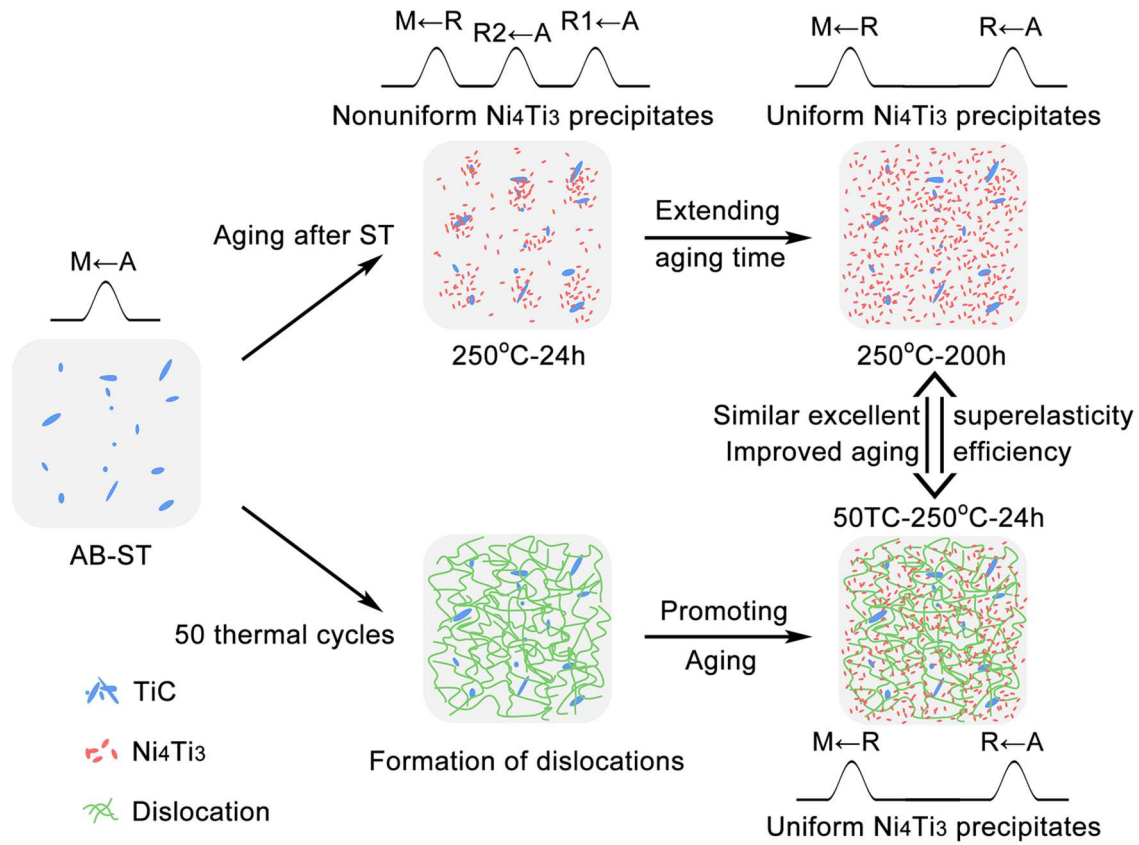 M←R R2←A R1←A
Nonuniform Ni4Ti3 precipitates
M←R R←A
Uniform Ni4Ti3 precipitates
Aging after ST
Extending
aging time
M←A
250°C-24h
250°C-200h
Similar excellent superelasticity
Improved aging efficiency
AB-ST
50TC-250°C-24h
50 thermal cycles
Promoting
Aging
TiC
Ni4Ti3
Dislocation
Formation of dislocations
M←R R←A
Uniform Ni4Ti3 precipitates